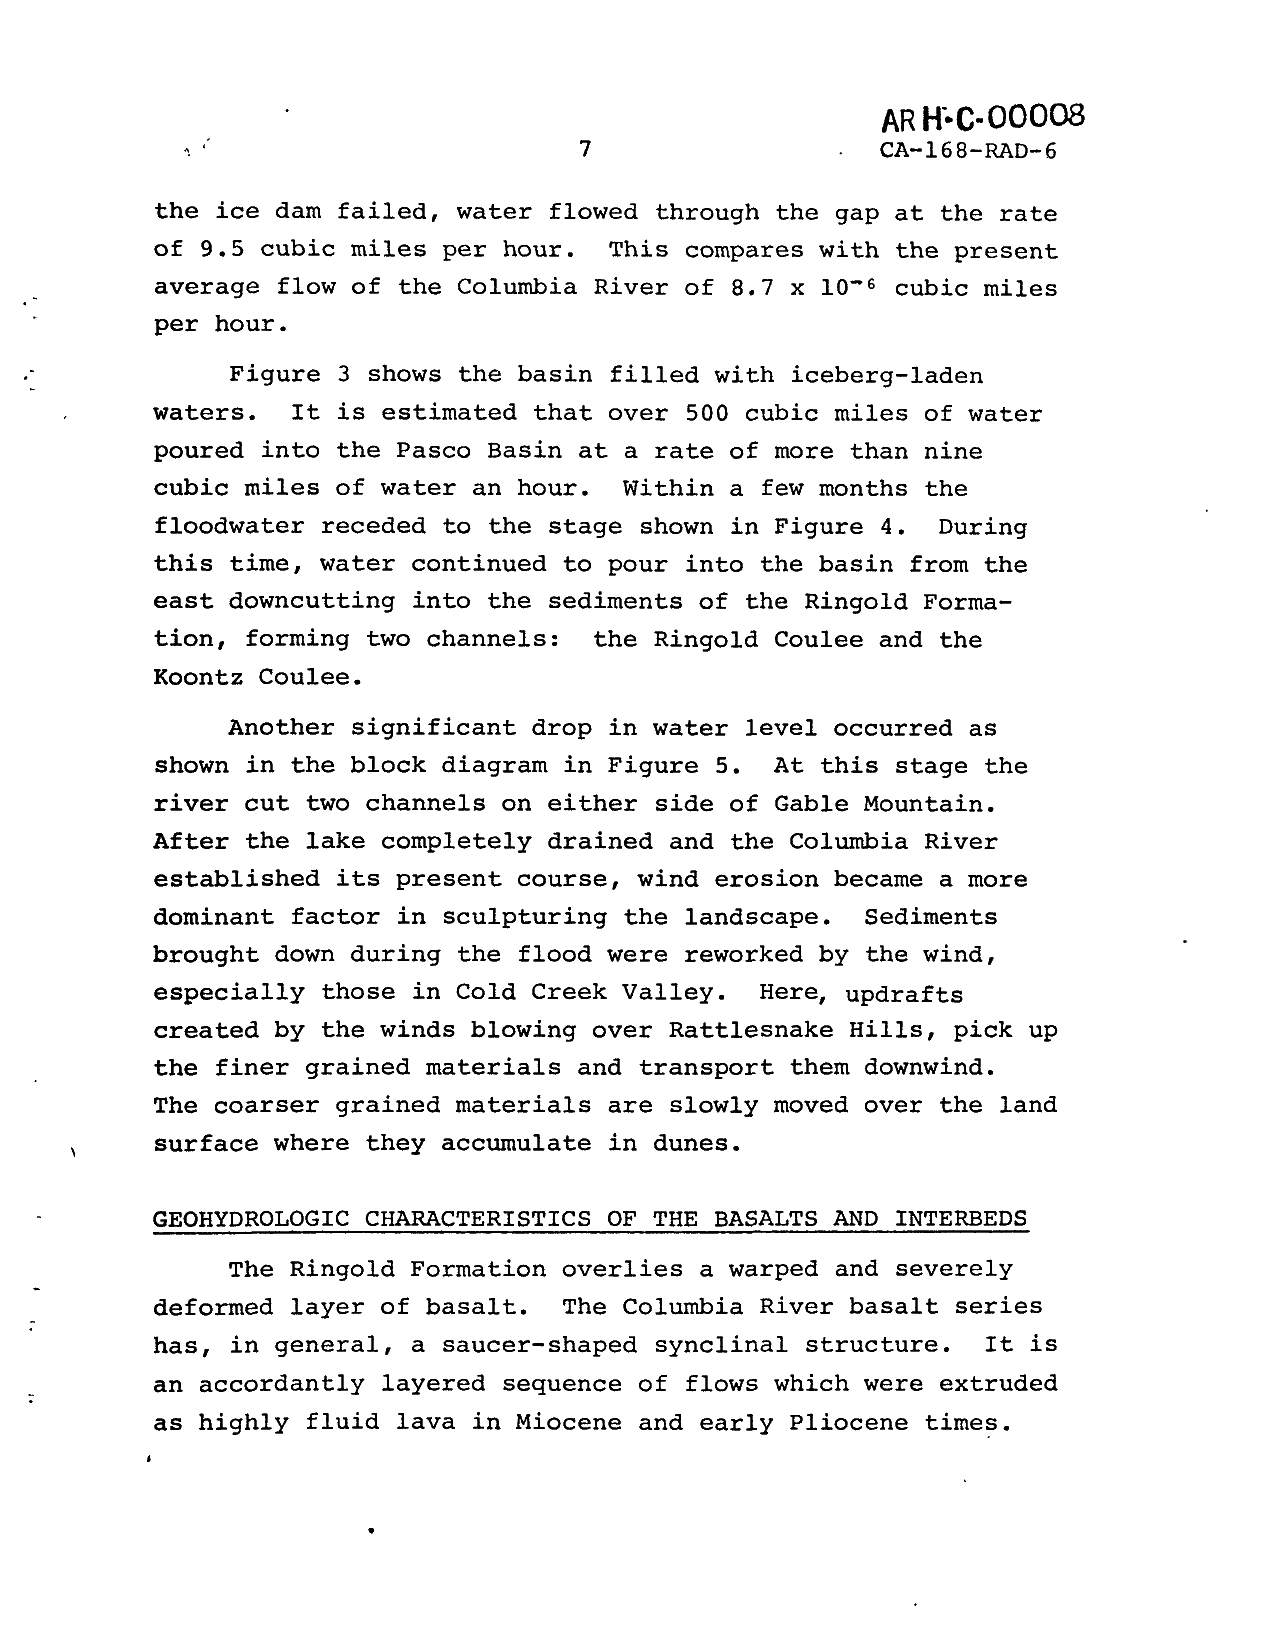 ARH-C-00008
7 CA-168-RAD-6
the ice dam failed, water flowed through the gap at the rate
of 9.5 cubic miles per hour. This compares with the present
average flow of the Columbia River of 8.7 x 10⁻⁶ cubic miles
per hour.
Figure 3 shows the basin filled with iceberg-laden
waters. It is estimated that over 500 cubic miles of water
poured into the Pasco Basin at a rate of more than nine
cubic miles of water an hour. Within a few months the
floodwater receded to the stage shown in Figure 4. During
this time, water continued to pour into the basin from the
east downcutting into the sediments of the Ringold Forma-
tion, forming two channels: the Ringold Coulee and the
Koontz Coulee.
Another significant drop in water level occurred as
shown in the block diagram in Figure 5. At this stage the
river cut two channels on either side of Gable Mountain.
After the lake completely drained and the Columbia River
established its present course, wind erosion became a more
dominant factor in sculpturing the landscape. Sediments
brought down during the flood were reworked by the wind,
especially those in Cold Creek Valley. Here, updrafts
created by the winds blowing over Rattlesnake Hills, pick up
the finer grained materials and transport them downwind.
The coarser grained materials are slowly moved over the land
surface where they accumulate in dunes.
GEOHYDROLOGIC CHARACTERISTICS OF THE BASALTS AND INTERBEDS
The Ringold Formation overlies a warped and severely
deformed layer of basalt. The Columbia River basalt series
has, in general, a saucer-shaped synclinal structure. It is
an accordantly layered sequence of flows which were extruded
as highly fluid lava in Miocene and early Pliocene times.